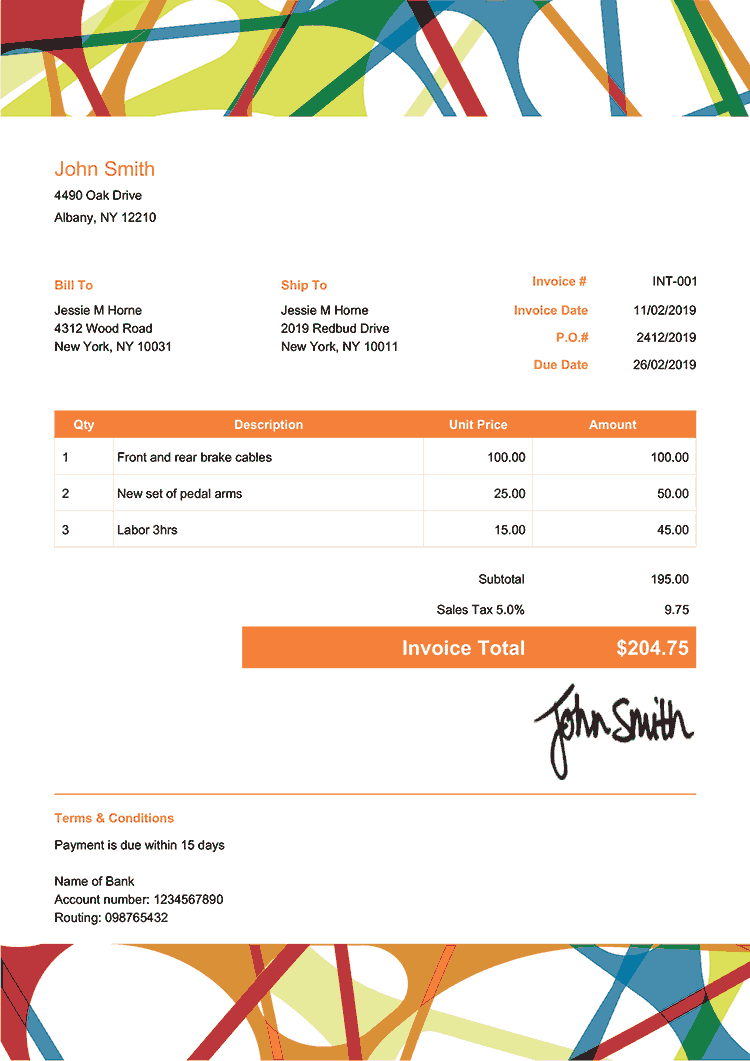 John Smith
4490 Oak Drive
Albany, NY 12210
Bill To
Jessie M Horne
4312 Wood Road
New York, NY 10031
Ship To
Jessie M Horne
2019 Redbud Drive
New York, NY 10011
Invoice # INT-001
Invoice Date 11/02/2019
P.O.# 2412/2019
Due Date 26/02/2019
Qty Description Unit Price Amount
1 Front and rear brake cables 100.00 100.00
2 New set of pedal arms 25.00 50.00
3 Labor 3hrs 15.00 45.00
Subtotal 195.00
Sales Tax 5.0% 9.75
Invoice Total $204.75
John Smith
Terms & Conditions
Payment is due within 15 days
Name of Bank
Account number: 1234567890
Routing: 098765432